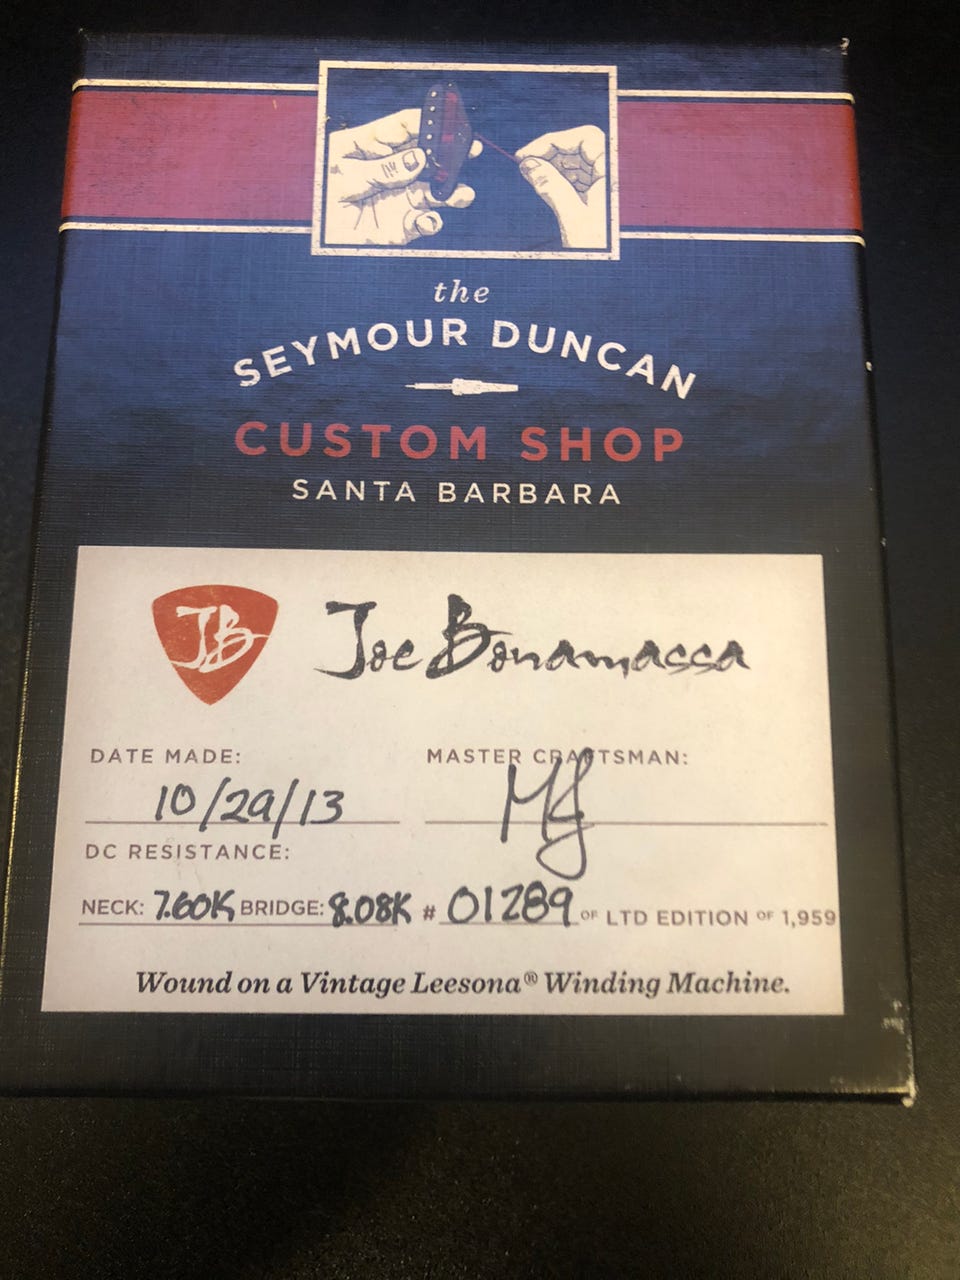 the
SEYMOUR DUNCAN
CUSTOM SHOP
SANTA BARBARA
JB Joe Bonamassa
DATE MADE: MASTER CRAFTSMAN:
10/29/13
DC RESISTANCE:
NECK: 7.60K BRIDGE: 8.08K # 01289 OF LTD EDITION OF 1,959
Wound on a Vintage Leesona® Winding Machine.